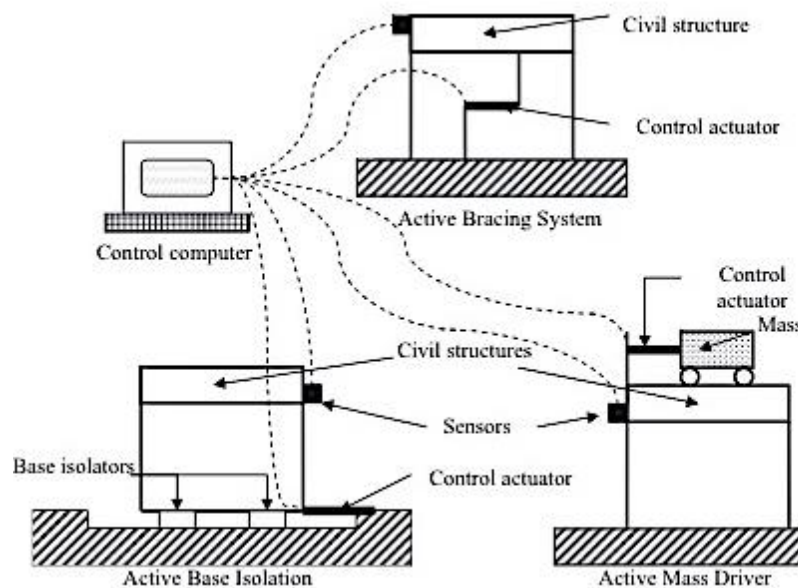 Civil structure
Control actuator
Active Bracing System
Control computer
Control
actuator
Mass
Civil structures
Sensors
Base isolators
Control actuator
Active Base Isolation
Active Mass Driver